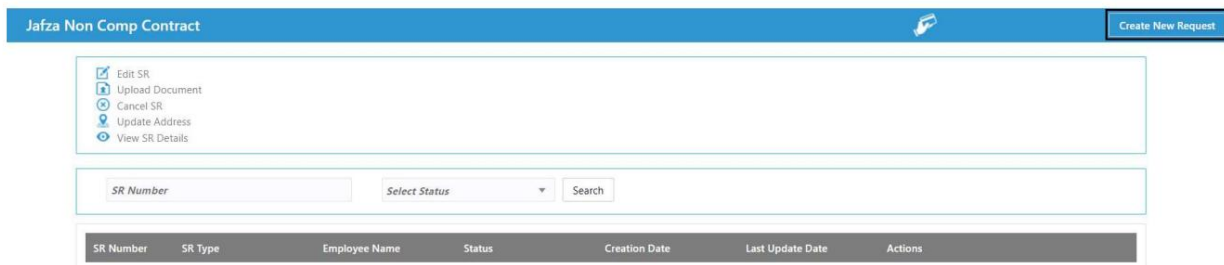 Jafza Non Comp Contract
Create New Request
Edit SR
Upload Document
Cancel SR
Update Address
View SR Details
SR Number Select Status Search
SR Number SR Type Employee Name Status Creation Date Last Update Date Actions